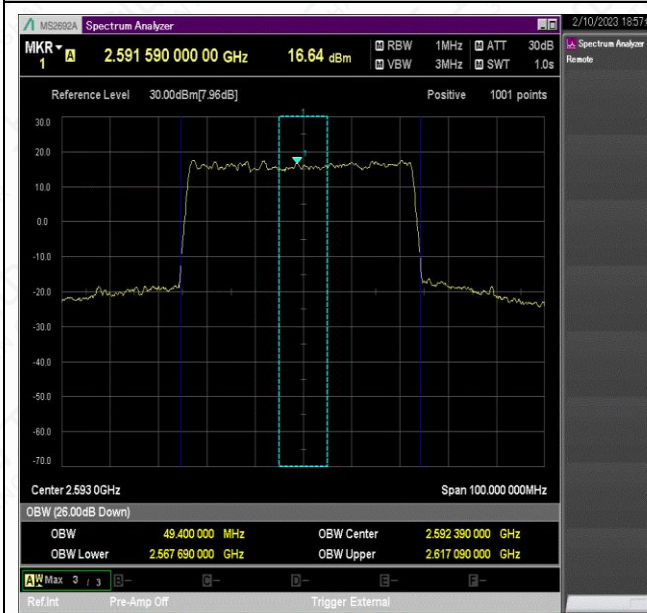 MS2692A Spectrum Analyzer
2/10/2023 1857:
MKR 1 A 2.591 590 000 00 GHz 16.64 dBm
M RBW 1MHz M ATT 30dB
M VBW 3MHz M SWT 1.0s
Spectrum Analyzer
Remote
Reference Level 30.00dBm[7.96dB] Positive 1001 points
30.0
20.0
10.0
0.0
-10.0
-20.0
-30.0
-40.0
-50.0
-60.0
-70.0
1
Center 2.593 0GHz Span 100.000 000MHz
OBW (26.00dB Down)
OBW 49.400 000 MHz OBW Center 2.592 390 000 GHz
OBW Lower 2.567 690 000 GHz OBW Upper 2.617 090 000 GHz
A W Max 3 / 3 B- C- D- E- F-
Ref.Int Pre-Amp Off Trigger External